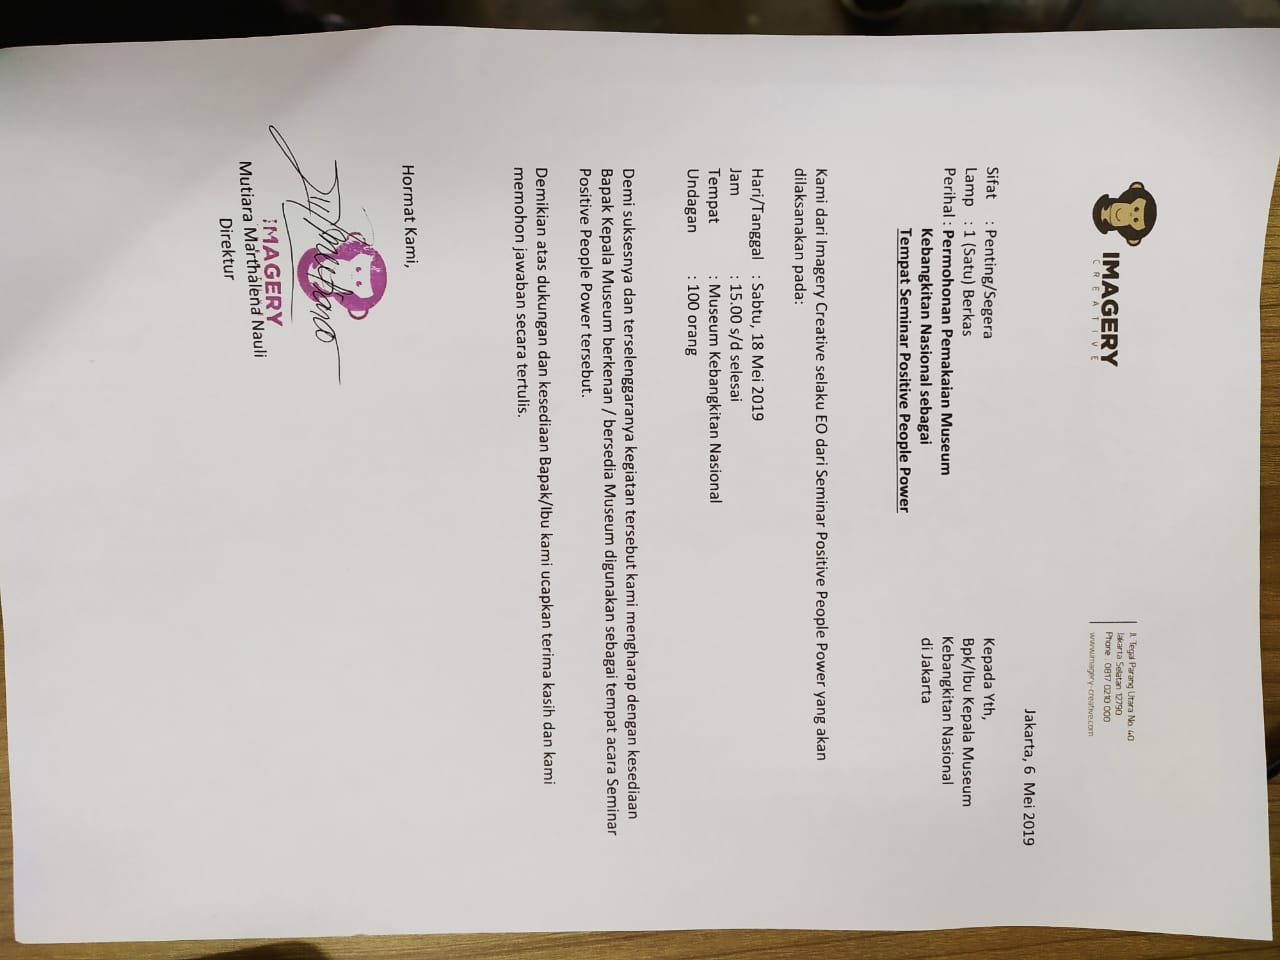 IMAGERY
CREATIVE
Jl. Tegal Parang Utara No. 40
Jakarta Selatan 12790
Phone : 0817 0210 000
www.imagery-creative.com
Jakarta, 6 Mei 2019
Sifat : Penting/Segera
Lamp : 1 (Satu) Berkas
Perihal : Permohonan Pemakaian Museum
Kebangkitan Nasional sebagai
Tempat Seminar Positive People Power
Kepada Yth,
Bpk/Ibu Kepala Museum
Kebangkitan Nasional
di Jakarta
Kami dari Imagery Creative selaku EO dari Seminar Positive People Power yang akan
dilaksanakan pada:
Hari/Tanggal : Sabtu, 18 Mei 2019
Jam : 15.00 s/d selesai
Tempat : Museum Kebangkitan Nasional
Undagan : 100 orang
Demi suksesnya dan terselenggaranya kegiatan tersebut kami mengharap dengan kesediaan
Bapak Kepala Museum berkenan / bersedia Museum digunakan sebagai tempat acara Seminar
Positive People Power tersebut.
Demikian atas dukungan dan kesediaan Bapak/Ibu kami ucapkan terima kasih dan kami
memohon jawaban secara tertulis.
Hormat Kami,
IMAGERY
Mutiara Marthalena Nauli
Direktur